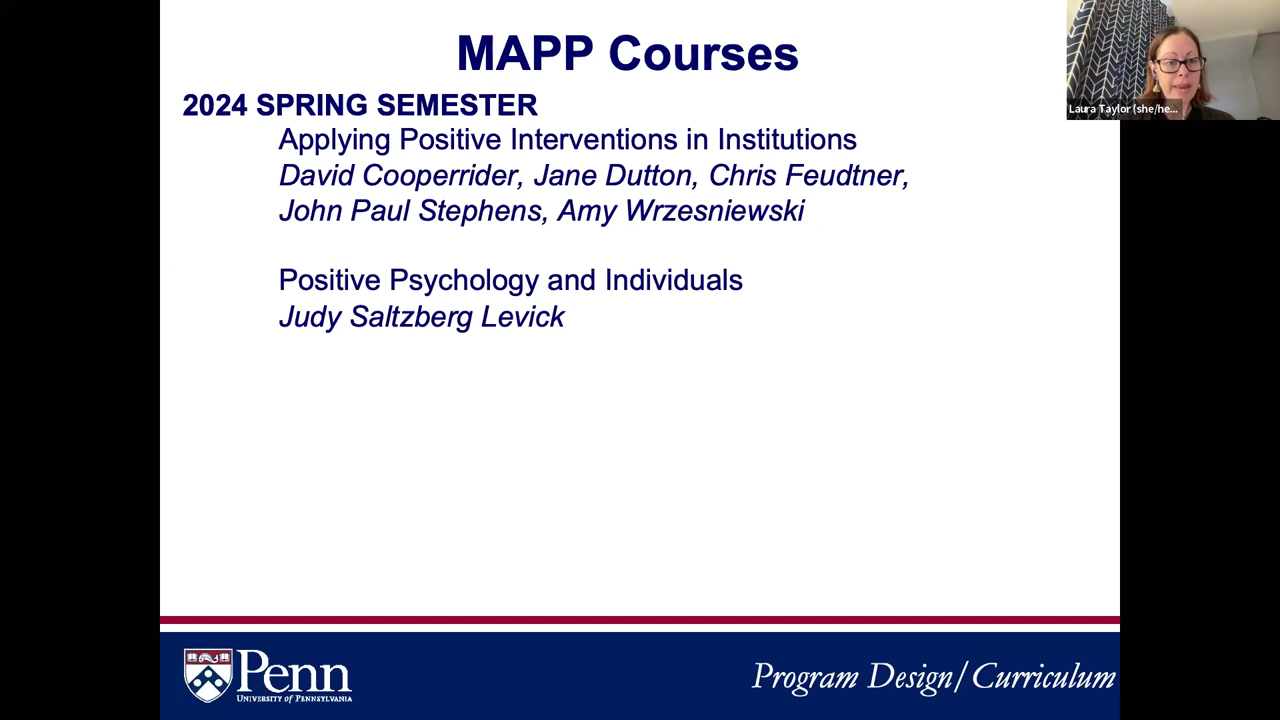 MAPP Courses
2024 SPRING SEMESTER
Applying Positive Interventions in Institutions
David Cooperrider, Jane Dutton, Chris Feudtner,
John Paul Stephens, Amy Wrzesniewski
Positive Psychology and Individuals
Judy Saltzberg Levick
Laura Taylor (she/he...
Penn
UNIVERSITY OF PENNSYLVANIA
Program Design/Curriculum